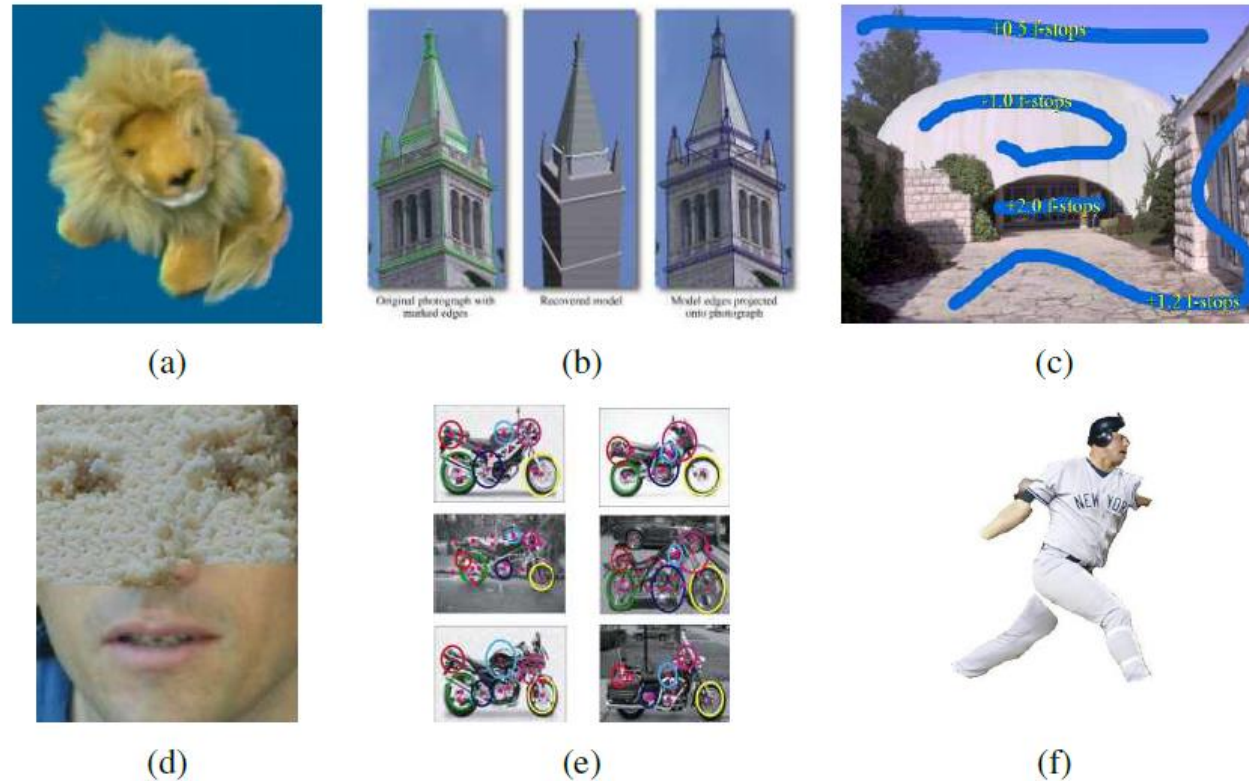 +0.5 f-stops
-1.0 f-stops
+2.0 f-stops
+1.2 f-stops
Original photograph with
marked edges
Recovered model
Model edges projected
onto photograph
(a)
(b)
(c)
NEW YORK
(d)
(e)
(f)